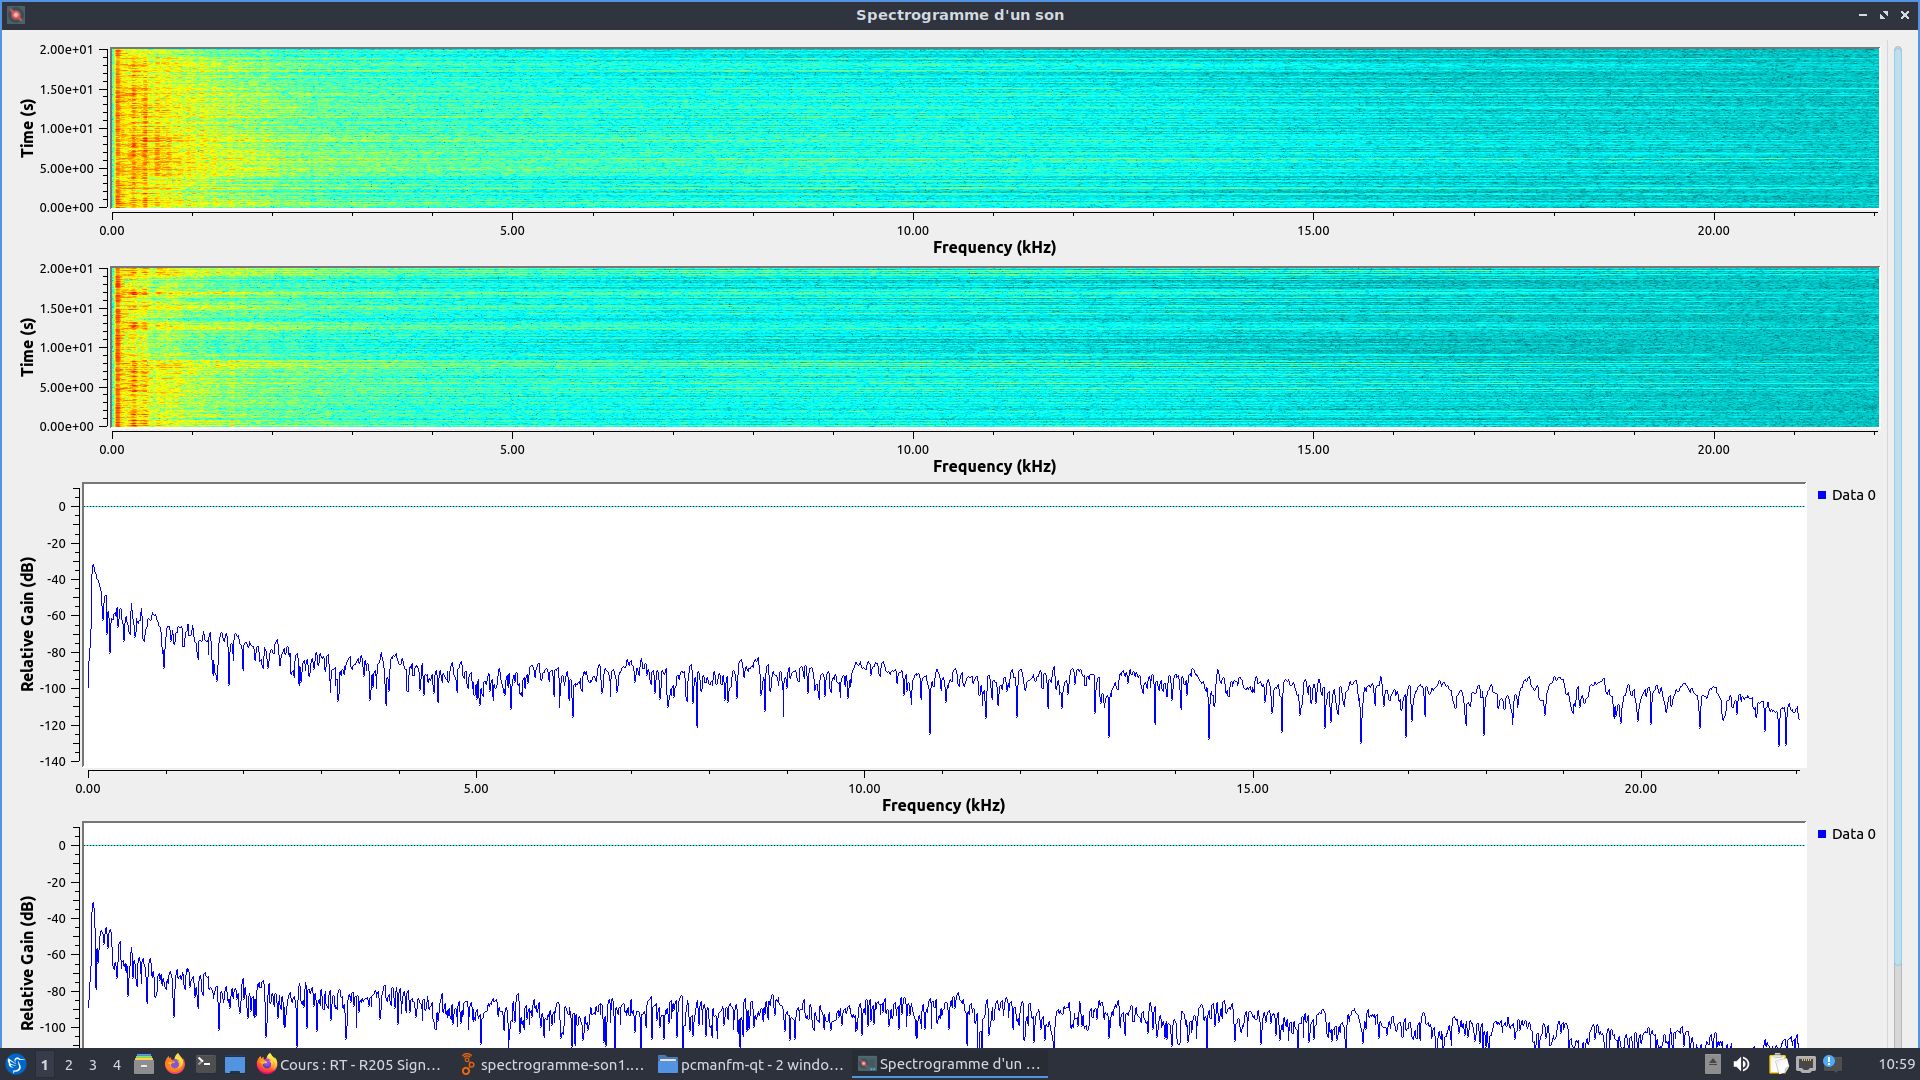 Spectrogramme d'un son
2.00e+01
1.50e+01
1.00e+01
5.00e+00
0.00e+00
Time (s)
0.00 5.00 10.00 15.00 20.00
Frequency (kHz)
2.00e+01
1.50e+01
1.00e+01
5.00e+00
0.00e+00
Time (s)
0.00 5.00 10.00 15.00 20.00
Frequency (kHz)
Data 0
0
-20
-40
-60
-80
-100
-120
-140
Relative Gain (dB)
0.00 5.00 10.00 15.00 20.00
Frequency (kHz)
Data 0
0
-20
-40
-60
-80
-100
Relative Gain (dB)
1 2 3 4 Cours : RT - R205 Sign... spectrogramme-son1.... pcmanfm-qt - 2 windo... Spectrogramme d'un ... 10:59